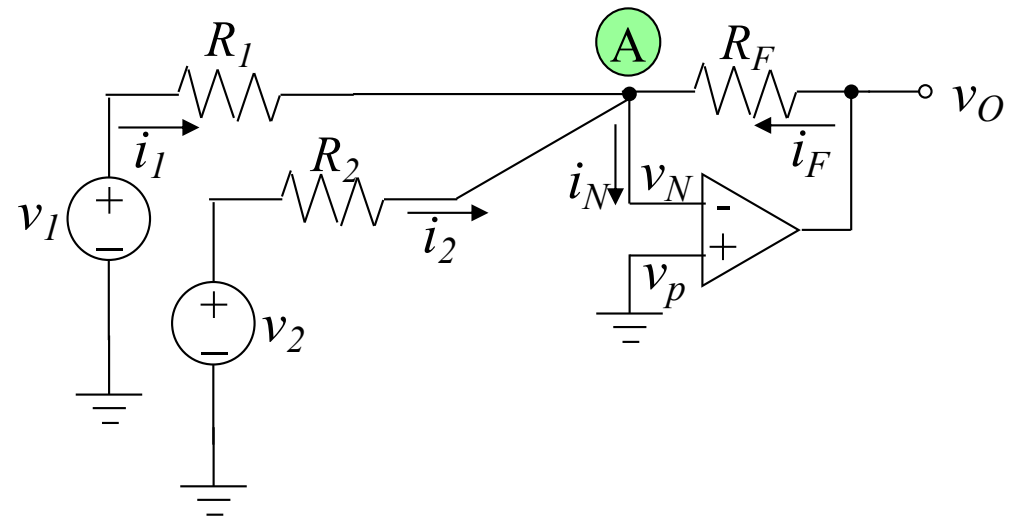 A
R1
RF
vO
i1
R2
iN
vN
iF
v1
+
−
i2
-
+
vp
+
−
v2